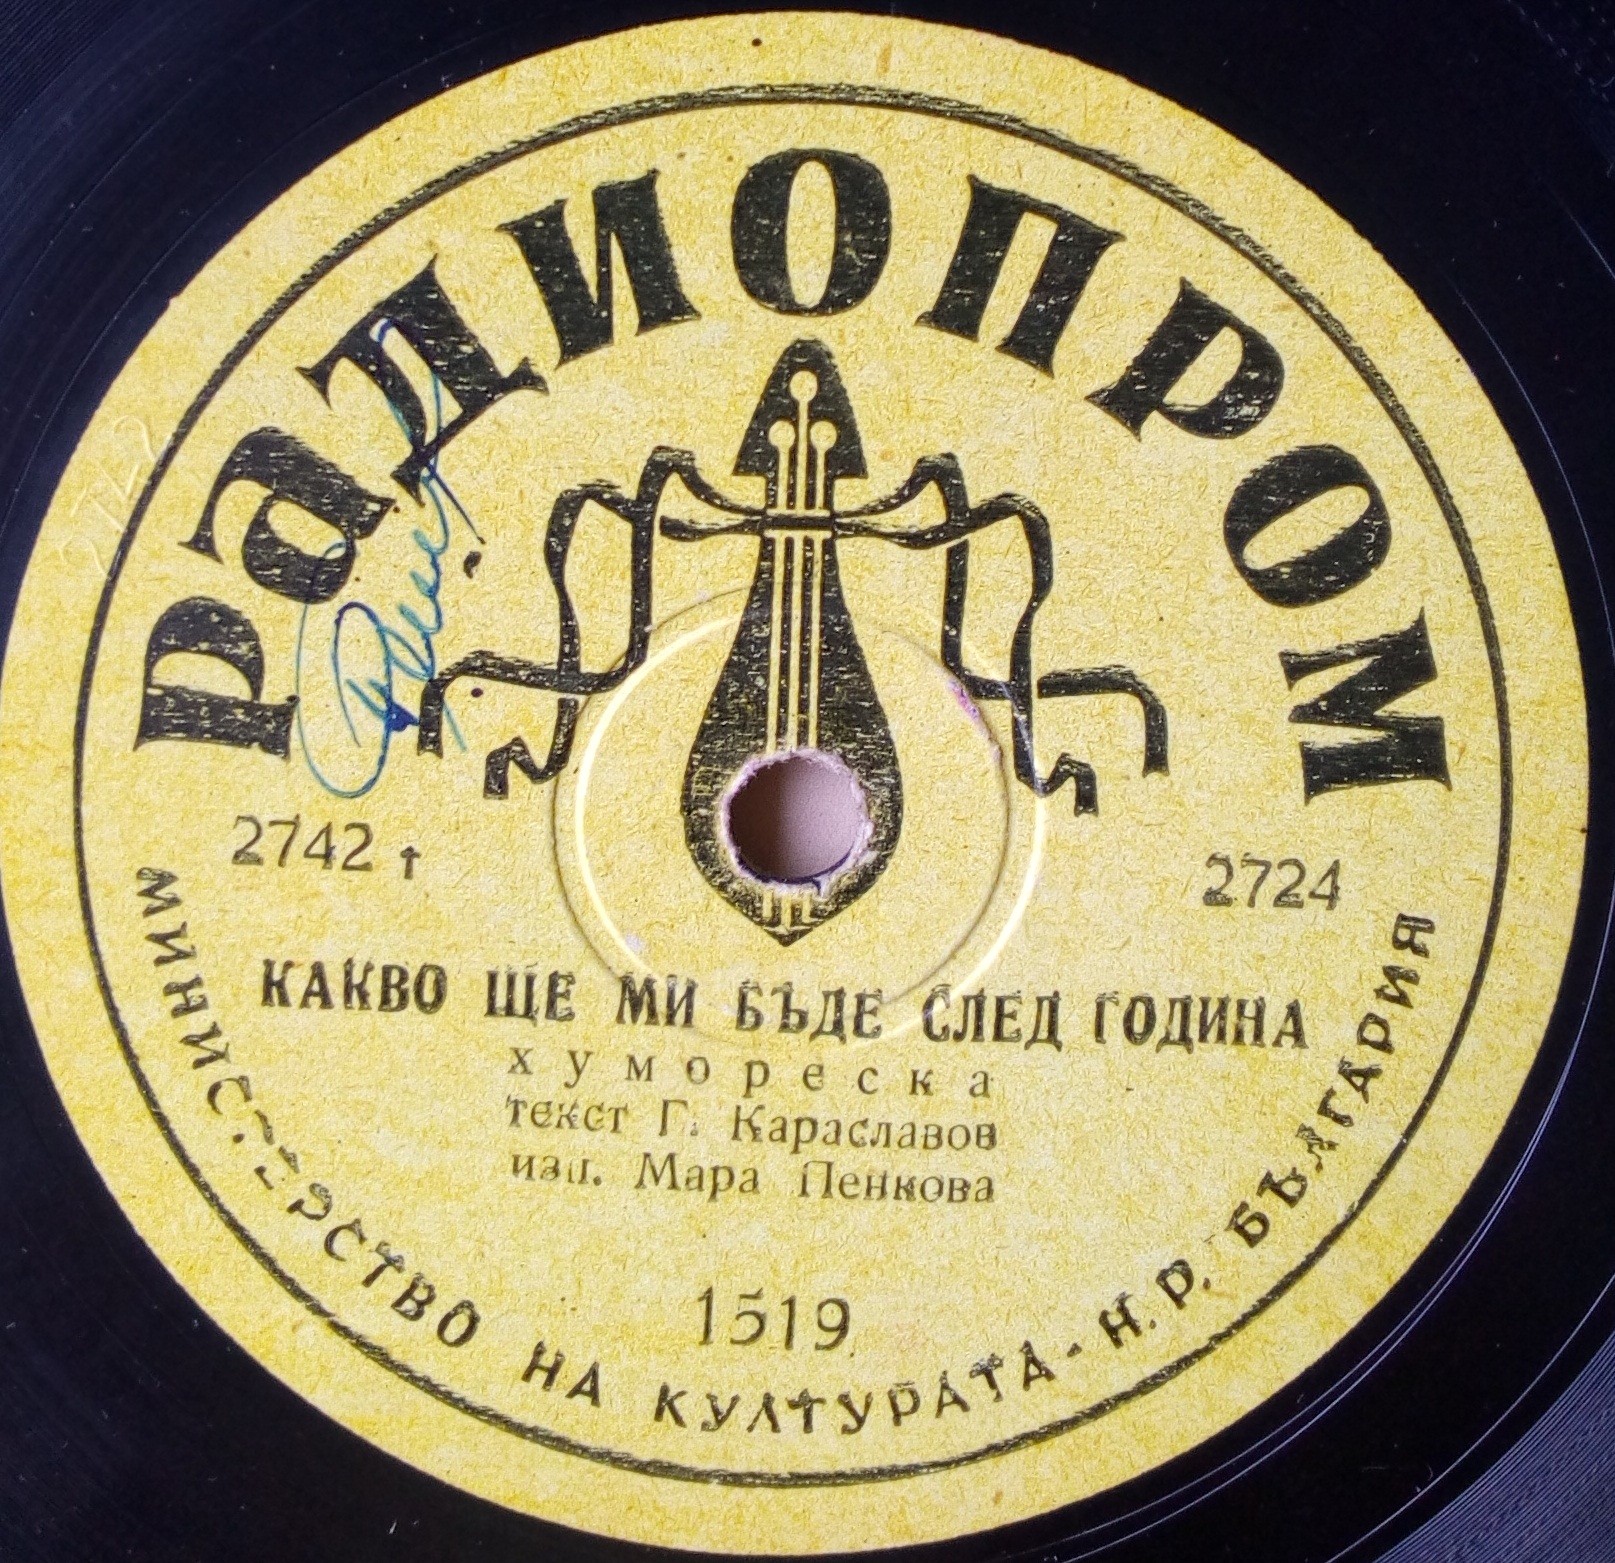 РАДИОПРОМ
2742 т
2724
КАКВО ЩЕ МИ БЪДЕ СЛЕД ГОДИНА
хумореска
текст Г. Караславов
изп. Мара Пенкова
1519
МИНИСТЕРСТВО НА КУЛТУРАТА - Н. Р. БЪЛГАРИЯ